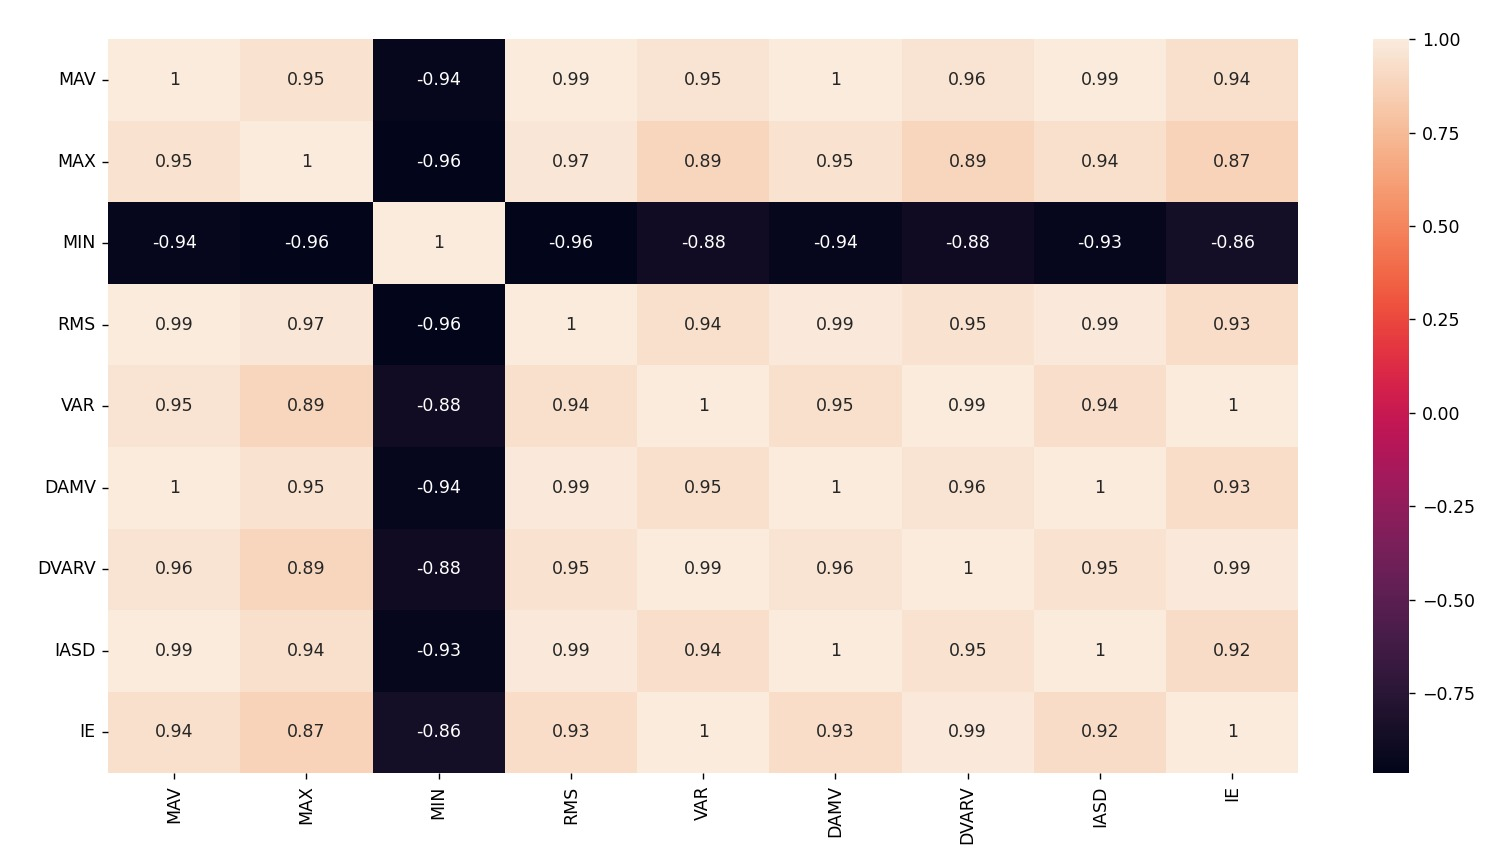 MAV 1 0.95 -0.94 0.99 0.95 1 0.96 0.99 0.94
MAX 0.95 1 -0.96 0.97 0.89 0.95 0.89 0.94 0.87
MIN -0.94 -0.96 1 -0.96 -0.88 -0.94 -0.88 -0.93 -0.86
RMS 0.99 0.97 -0.96 1 0.94 0.99 0.95 0.99 0.93
VAR 0.95 0.89 -0.88 0.94 1 0.95 0.99 0.94 1
DAMV 1 0.95 -0.94 0.99 0.95 1 0.96 1 0.93
DVARV 0.96 0.89 -0.88 0.95 0.99 0.96 1 0.95 0.99
IASD 0.99 0.94 -0.93 0.99 0.94 1 0.95 1 0.92
IE 0.94 0.87 -0.86 0.93 1 0.93 0.99 0.92 1
MAV MAX MIN RMS VAR DAMV DVARV IASD IE
1.00
0.75
0.50
0.25
0.00
−0.25
−0.50
−0.75